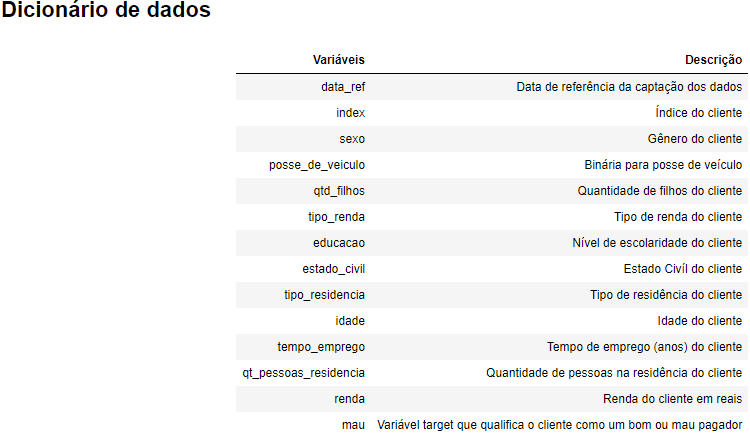 Dicionário de dados
Variáveis Descrição
data_ref Data de referência da captação dos dados
index Índice do cliente
sexo Gênero do cliente
posse_de_veiculo Binária para posse de veículo
qtd_filhos Quantidade de filhos do cliente
tipo_renda Tipo de renda do cliente
educacao Nível de escolaridade do cliente
estado_civil Estado Civíl do cliente
tipo_residencia Tipo de residência do cliente
idade Idade do cliente
tempo_emprego Tempo de emprego (anos) do cliente
qt_pessoas_residencia Quantidade de pessoas na residência do cliente
renda Renda do cliente em reais
mau Variável target que qualifica o cliente como um bom ou mau pagador